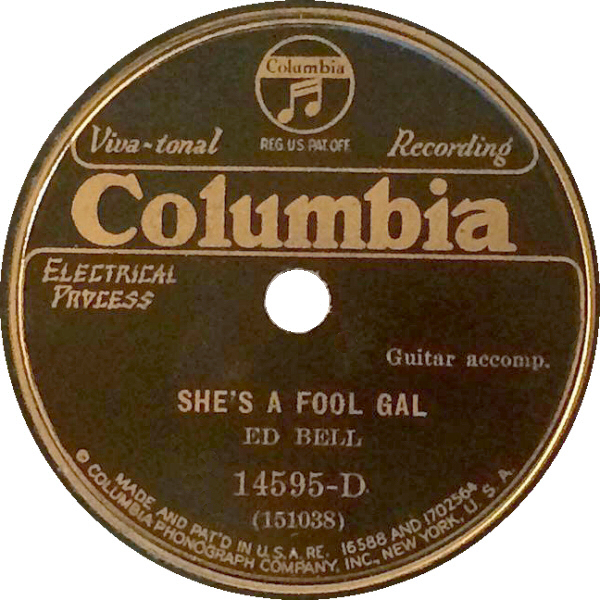 Columbia
Viva-tonal
REG. U.S. PAT. OFF.
Recording
Columbia
ELECTRICAL
PROCESS
Guitar accomp.
SHE'S A FOOL GAL
ED BELL
14595-D
(151038)
MADE AND PAT'D IN U.S.A. RE. 16588 AND 1702564
© COLUMBIA PHONOGRAPH COMPANY, INC., NEW YORK, U. S. A.